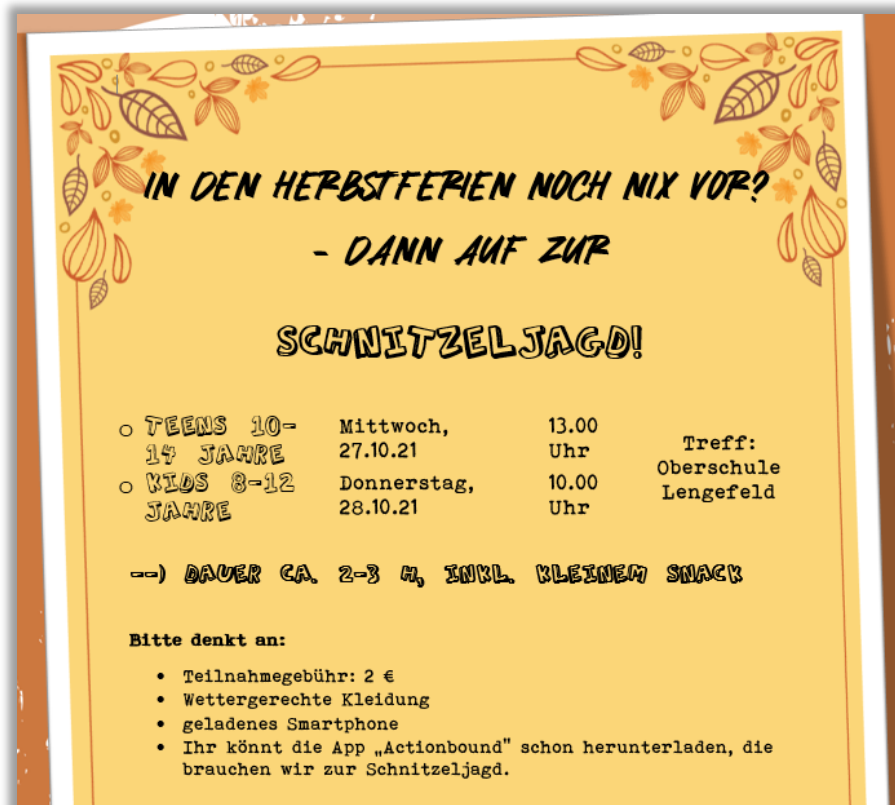 IN DEN HERBSTFERIEN NOCH NIX VOR?
- DANN AUF ZUR
SCHNITZELJAGD!
○ TEENS 10-
14 JAHRE
Mittwoch,
27.10.21
13.00
Uhr
○ KIDS 8-12
JAHRE
Donnerstag,
28.10.21
10.00
Uhr
Treff:
Oberschule
Lengefeld
--) DAUER CA. 2-3 H, INKL. KLEINEM SNACK
Bitte denkt an:
• Teilnahmegebühr: 2 €
• Wettergerechte Kleidung
• geladenes Smartphone
• Ihr könnt die App „Actionbound" schon herunterladen, die
brauchen wir zur Schnitzeljagd.